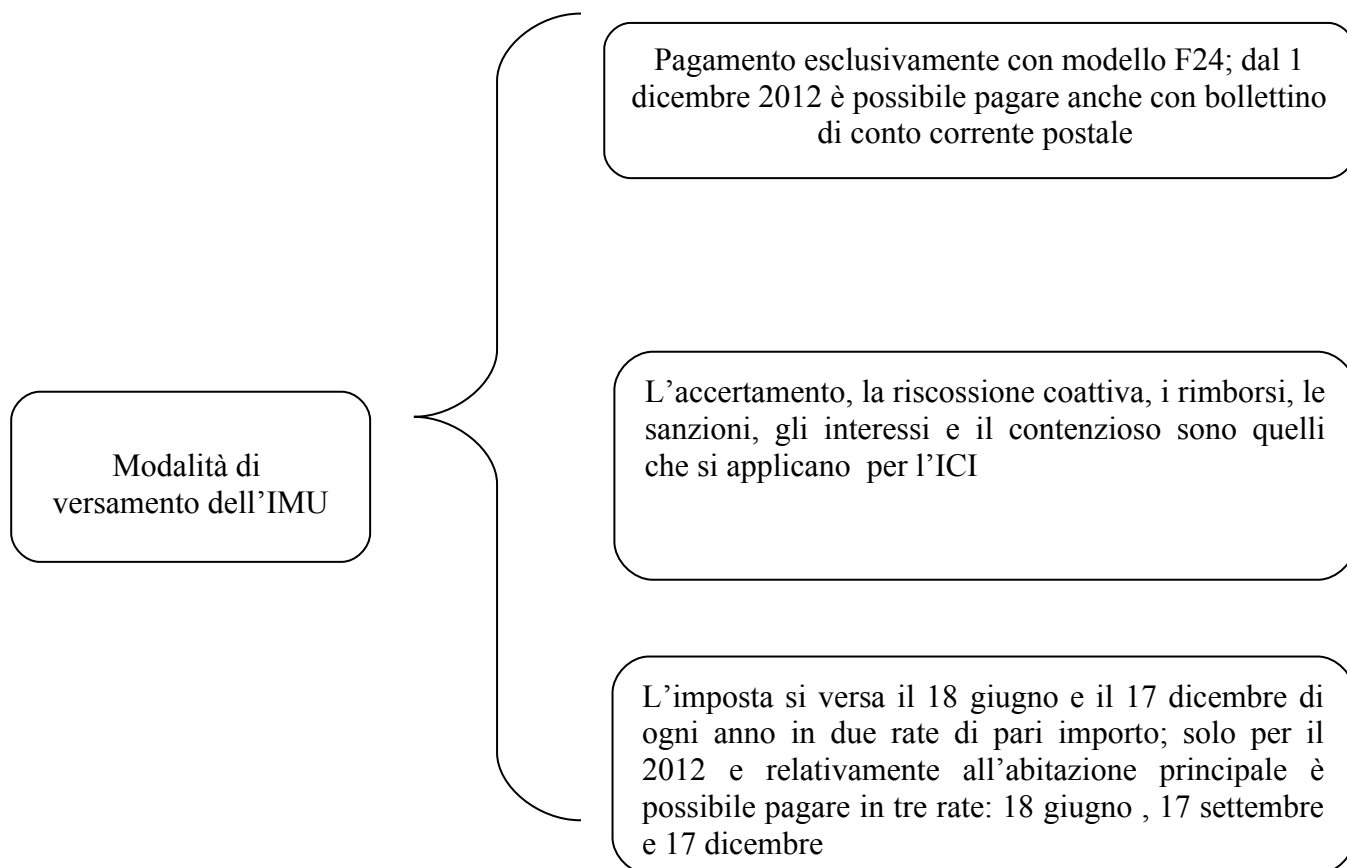 Pagamento esclusivamente con modello F24; dal 1
dicembre 2012 è possibile pagare anche con bollettino
di conto corrente postale
L’accertamento, la riscossione coattiva, i rimborsi, le
sanzioni, gli interessi e il contenzioso sono quelli
che si applicano per l’ICI
Modalità di
versamento dell’IMU
L’imposta si versa il 18 giugno e il 17 dicembre di
ogni anno in due rate di pari importo; solo per il
2012 e relativamente all’abitazione principale è
possibile pagare in tre rate: 18 giugno , 17 settembre
e 17 dicembre